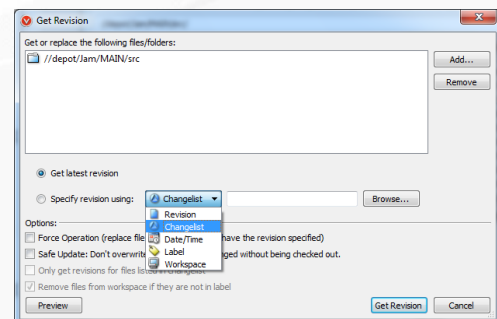 Get Revision
Get or replace the following files/folders:
//depot/Jam/MAIN/src
Add...
Remove
Get latest revision
Specify revision using: Changelist Browse...
Revision
Changelist
Date/Time
Label
Workspace
Options:
Force Operation (replace file have the revision specified)
Safe Update: Don't overwrite ged without being checked out.
Only get revisions for files listed in changelist
Remove files from workspace if they are not in label
Preview Get Revision Cancel